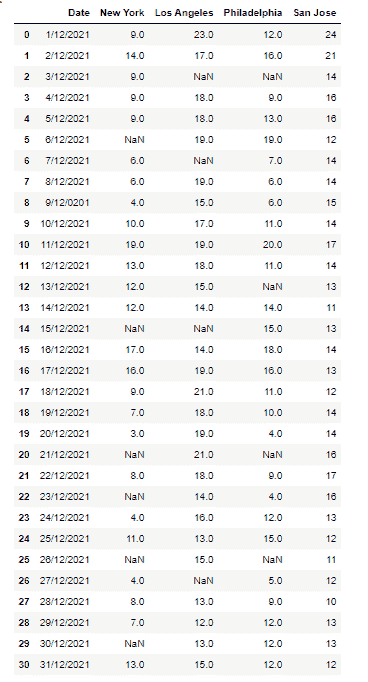 Date New York Los Angeles Philadelphia San Jose
0 1/12/2021 9.0 23.0 12.0 24
1 2/12/2021 14.0 17.0 16.0 21
2 3/12/2021 9.0 NaN NaN 14
3 4/12/2021 9.0 18.0 9.0 16
4 5/12/2021 9.0 18.0 13.0 16
5 6/12/2021 NaN 19.0 19.0 12
6 7/12/2021 6.0 NaN 7.0 14
7 8/12/2021 6.0 19.0 6.0 14
8 9/12/0201 4.0 15.0 6.0 15
9 10/12/2021 10.0 17.0 11.0 14
10 11/12/2021 19.0 19.0 20.0 17
11 12/12/2021 13.0 18.0 11.0 14
12 13/12/2021 12.0 15.0 NaN 13
13 14/12/2021 12.0 14.0 14.0 11
14 15/12/2021 NaN NaN 15.0 13
15 16/12/2021 17.0 14.0 18.0 14
16 17/12/2021 16.0 19.0 16.0 13
17 18/12/2021 9.0 21.0 11.0 12
18 19/12/2021 7.0 18.0 10.0 14
19 20/12/2021 3.0 19.0 4.0 14
20 21/12/2021 NaN 21.0 NaN 16
21 22/12/2021 8.0 18.0 9.0 17
22 23/12/2021 NaN 14.0 4.0 16
23 24/12/2021 4.0 16.0 12.0 13
24 25/12/2021 11.0 13.0 15.0 12
25 26/12/2021 NaN 15.0 NaN 11
26 27/12/2021 4.0 NaN 5.0 12
27 28/12/2021 8.0 13.0 9.0 10
28 29/12/2021 7.0 12.0 12.0 13
29 30/12/2021 NaN 13.0 12.0 13
30 31/12/2021 13.0 15.0 12.0 12